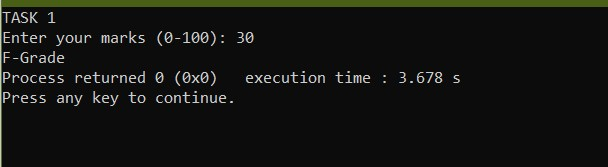 TASK 1
Enter your marks (0-100): 30
F-Grade
Process returned 0 (0x0)   execution time : 3.678 s
Press any key to continue.